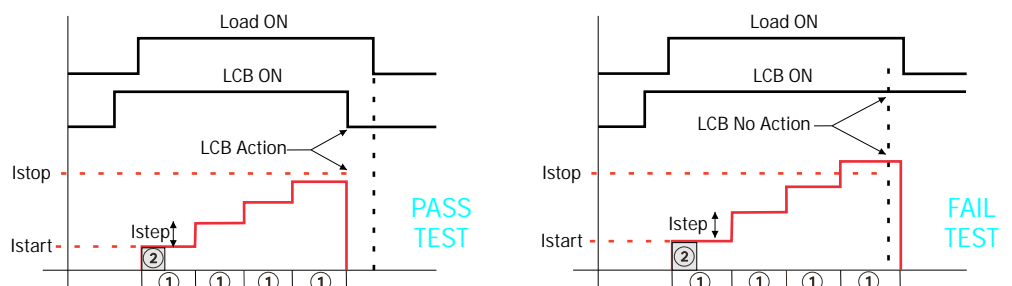 Load ON
LCB ON
LCB Action
Istop
Istep
Istart
PASS
TEST
②
① ① ① ①
Load ON
LCB ON
LCB No Action
Istop
Istep
Istart
FAIL
TEST
②
① ① ① ①